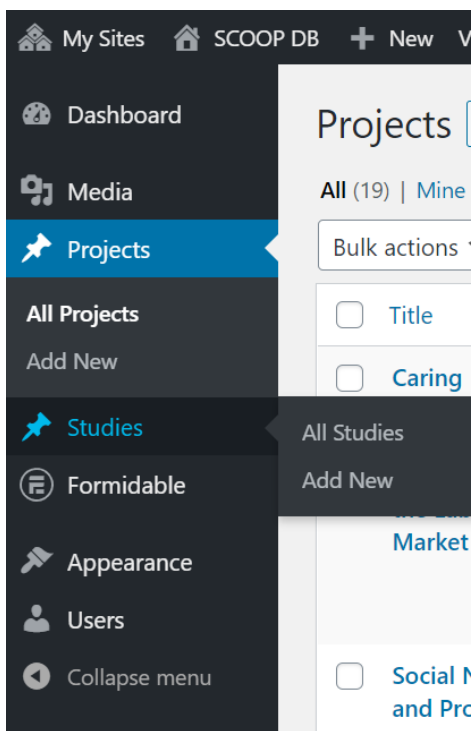 My Sites SCOOP DB + New
Dashboard
Media
Projects
All Projects
Add New
Studies
All Studies
Add New
Formidable
Appearance
Users
Collapse menu
Projects
All (19) | Mine
Bulk actions
Title
Caring
Market
Social
and